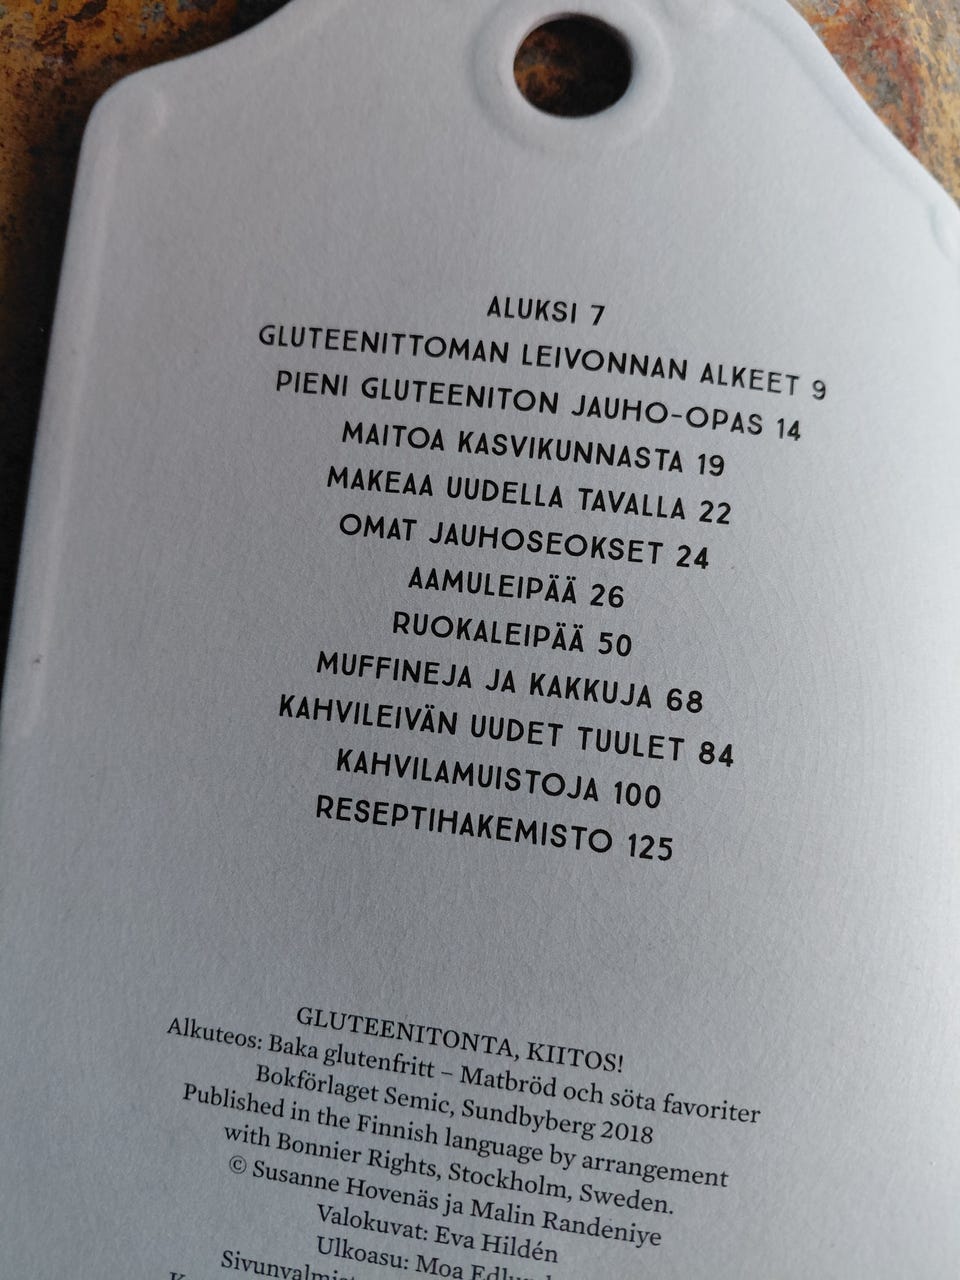 ALUKSI 7
GLUTEENITTOMAN LEIVONNAN ALKEET 9
PIENI GLUTEENITON JAUHO-OPAS 14
MAITOA KASVIKUNNASTA 19
MAKEAA UUDELLA TAVALLA 22
OMAT JAUHOSEOKSET 24
AAMULEIPÄÄ 26
RUOKALEIPÄÄ 50
MUFFINEJA JA KAKKUJA 68
KAHVILEIVÄN UUDET TUULET 84
KAHVILAMUISTOJA 100
RESEPTIHAKEMISTO 125
GLUTEENITONTA, KIITOS!
Alkuteos: Baka glutenfritt – Matbröd och söta favoriter
Bokförlaget Semic, Sundbyberg 2018
Published in the Finnish language by arrangement
with Bonnier Rights, Stockholm, Sweden.
© Susanne Hovenäs ja Malin Randeniye
Valokuvat: Eva Hildén
Ulkoasu: Moa